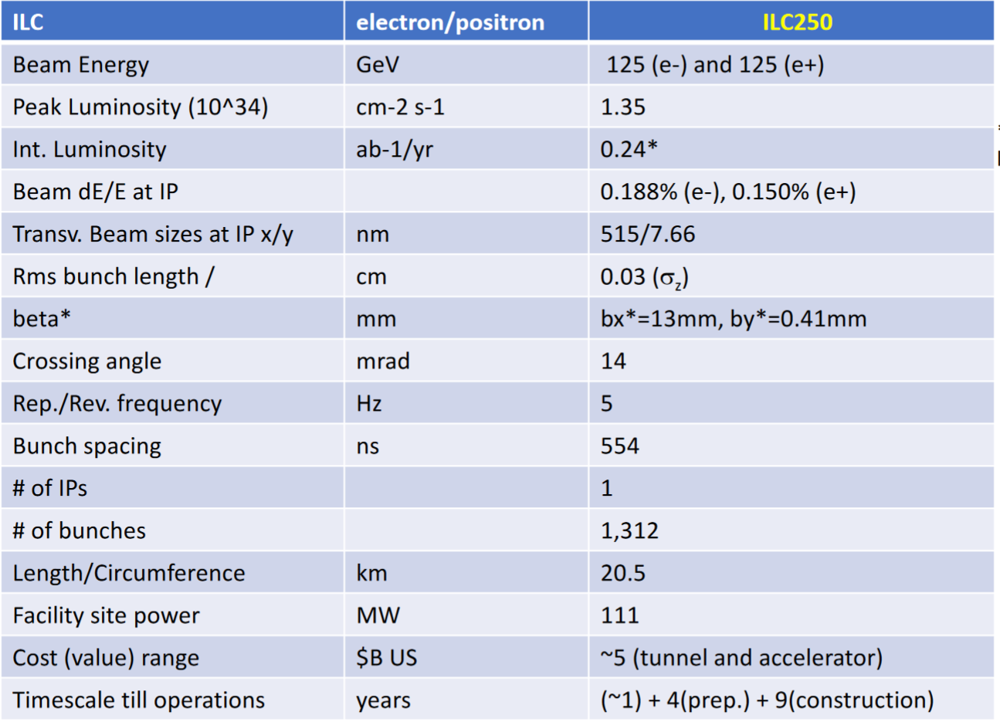 ILC electron/positron ILC250
Beam Energy GeV 125 (e-) and 125 (e+)
Peak Luminosity (10^34) cm-2 s-1 1.35
Int. Luminosity ab-1/yr 0.24*
Beam dE/E at IP 0.188% (e-), 0.150% (e+)
Transv. Beam sizes at IP x/y nm 515/7.66
Rms bunch length / cm 0.03 (σz)
beta* mm bx*=13mm, by*=0.41mm
Crossing angle mrad 14
Rep./Rev. frequency Hz 5
Bunch spacing ns 554
# of IPs 1
# of bunches 1,312
Length/Circumference km 20.5
Facility site power MW 111
Cost (value) range $B US ~5 (tunnel and accelerator)
Timescale till operations years (~1) + 4(prep.) + 9(construction)